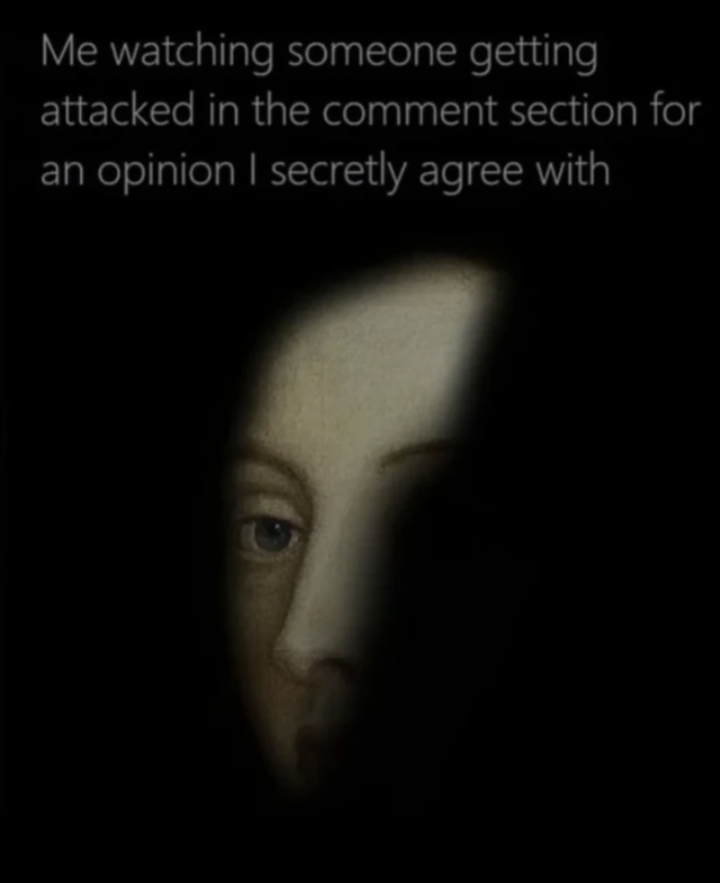 Me watching someone getting
attacked in the comment section for
an opinion I secretly agree with